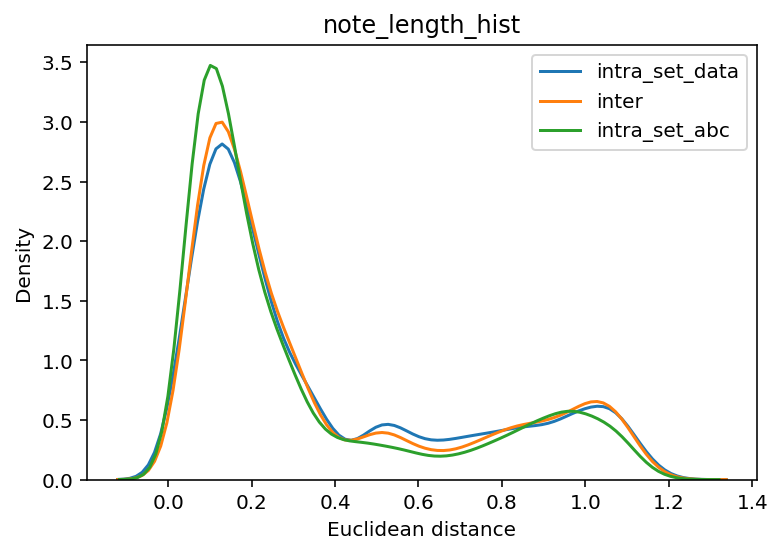 note_length_hist
intra_set_data
inter
intra_set_abc
Density
3.5
3.0
2.5
2.0
1.5
1.0
0.5
0.0
0.0 0.2 0.4 0.6 0.8 1.0 1.2 1.4
Euclidean distance